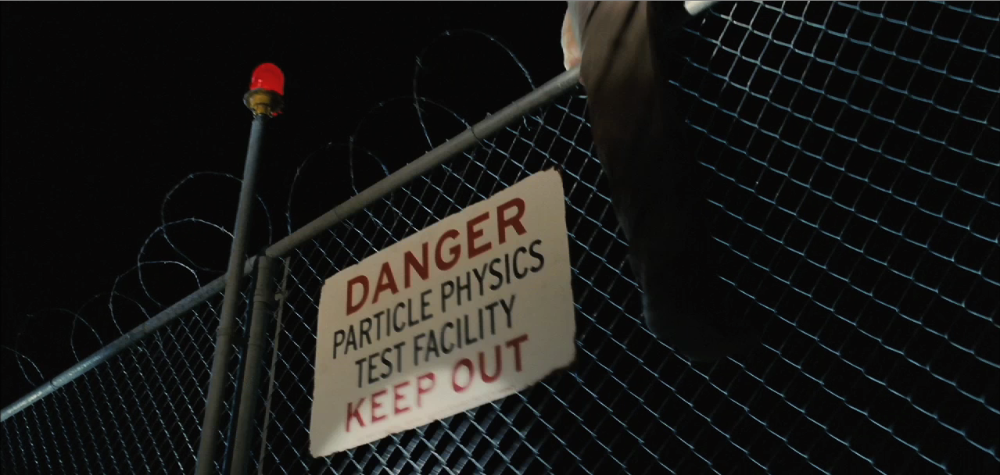 DANGER
PARTICLE PHYSICS
TEST FACILITY
KEEP OUT